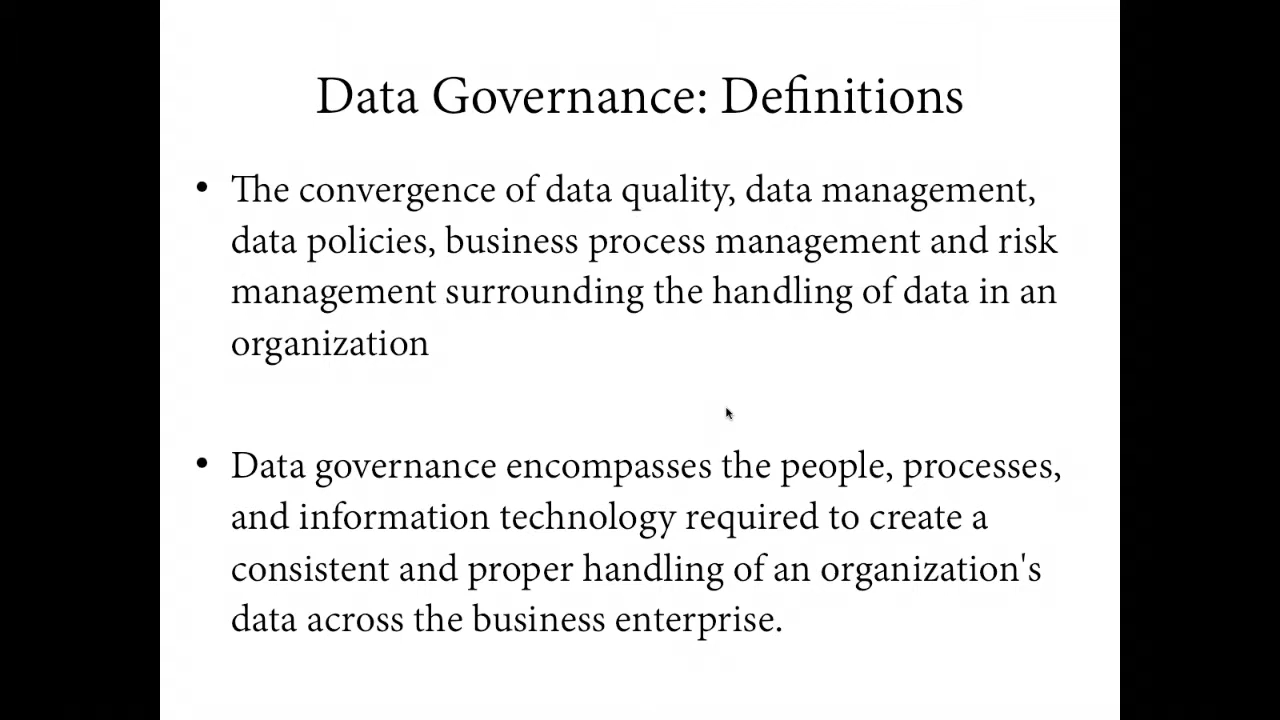 Data Governance: Definitions
• The convergence of data quality, data management,
data policies, business process management and risk
management surrounding the handling of data in an
organization
• Data governance encompasses the people, processes,
and information technology required to create a
consistent and proper handling of an organization's
data across the business enterprise.